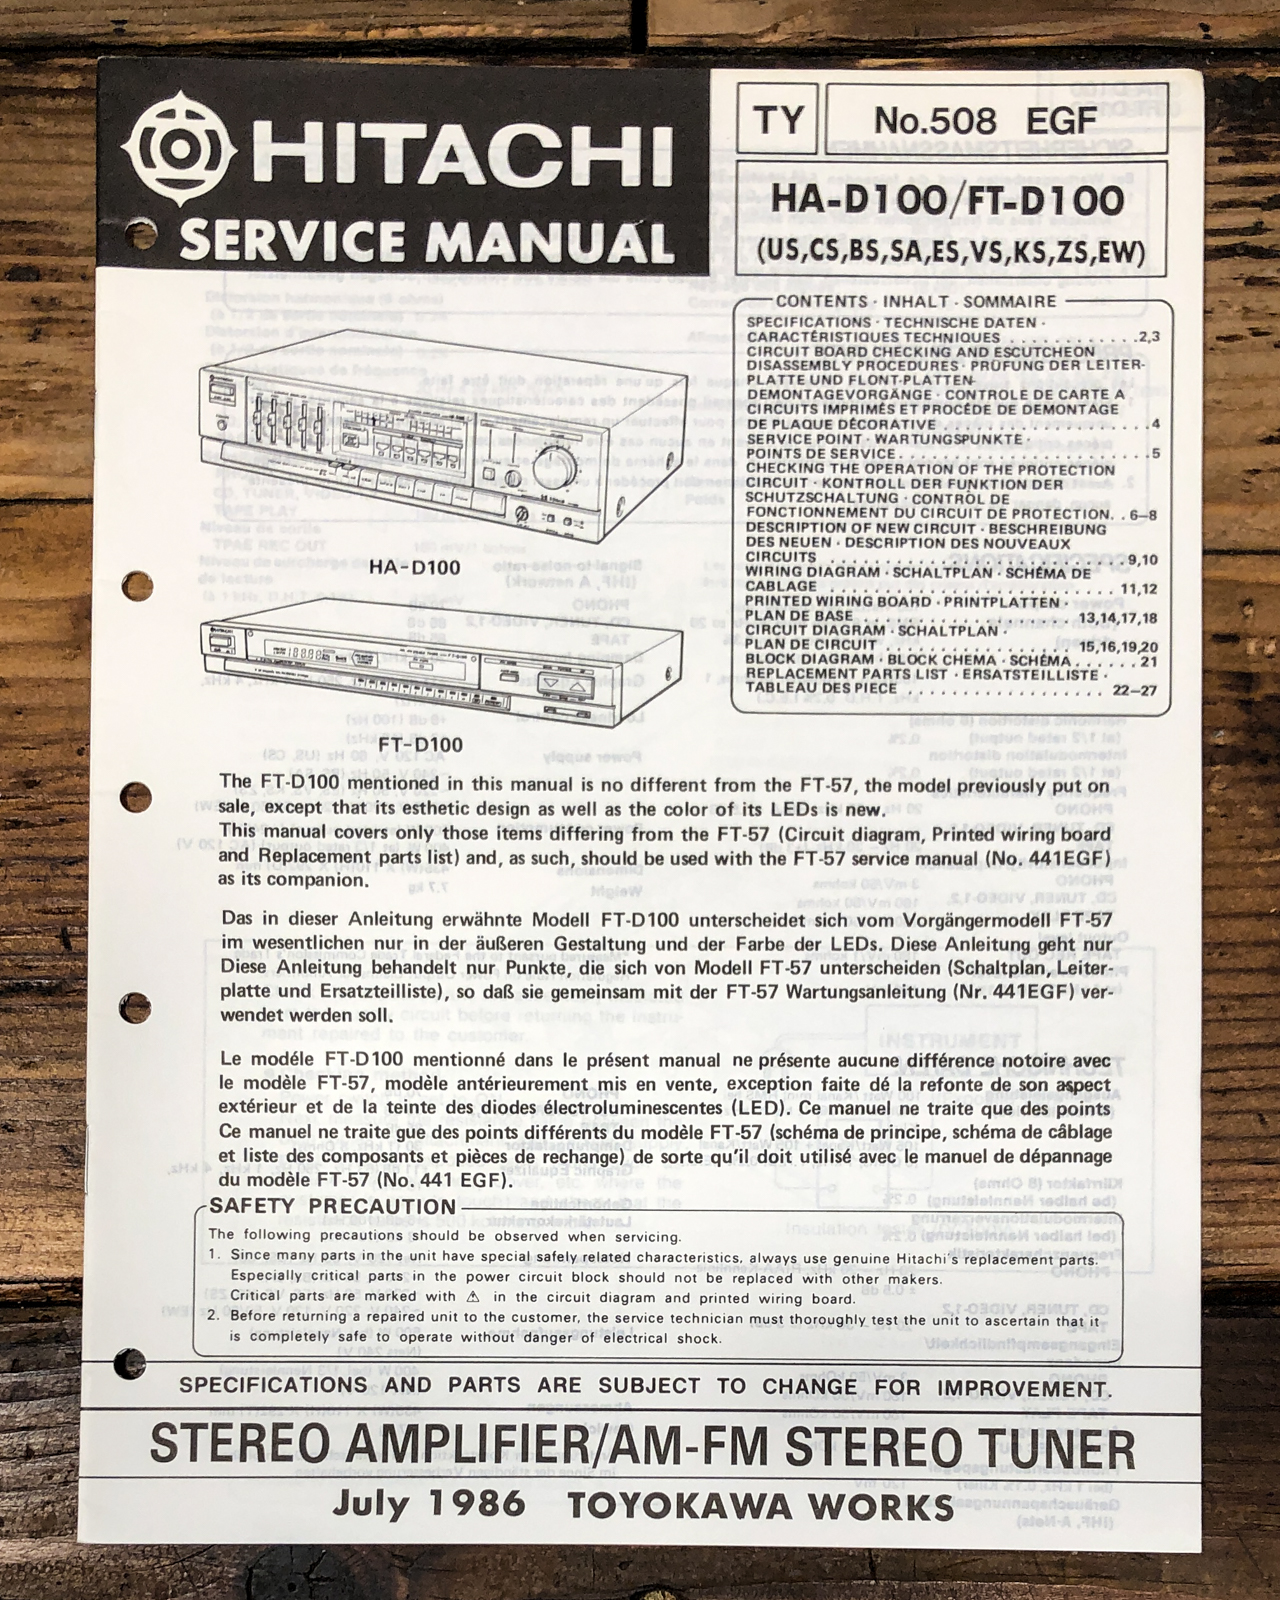 HITACHI
SERVICE MANUAL
TY
No.508 EGF
HA-D100/FT-D100
(US,CS,BS,SA,ES,VS,KS,ZS,EW)
CONTENTS · INHALT · SOMMAIRE
SPECIFICATIONS · TECHNISCHE DATEN ·
CARACTÉRISTIQUES TECHNIQUES . . . . . . . . . . . . 2,3
CIRCUIT BOARD CHECKING AND ESCUTCHEON
DISASSEMBLY PROCEDURES · PRÜFUNG DER LEITER-
PLATTE UND FLONT-PLATTEN-
DEMONTAGEVORGÄNGE · CONTROLE DE CARTE A
CIRCUITS IMPRIMÉS ET PROCÉDE DE DEMONTAGE
DE PLAQUE DÉCORATIVE . . . . . . . . . . . . . . . . . . . 4
SERVICE POINT · WARTUNGSPUNKTE ·
POINTS DE SERVICE . . . . . . . . . . . . . . . . . . . . . . . 5
CHECKING THE OPERATION OF THE PROTECTION
CIRCUIT · KONTROLL DER FUNKTION DER
SCHUTZSCHALTUNG · CONTRÔL DE
FONCTIONNEMENT DU CIRCUIT DE PROTECTION. . 6–8
DESCRIPTION OF NEW CIRCUIT · BESCHREIBUNG
DES NEUEN · DESCRIPTION DES NOUVEAUX
CIRCUITS . . . . . . . . . . . . . . . . . . . . . . . . . . . 9,10
WIRING DIAGRAM · SCHALTPLAN · SCHÉMA DE
CABLAGE . . . . . . . . . . . . . . . . . . . . . . . . . . . 11,12
PRINTED WIRING BOARD · PRINTPLATTEN ·
PLAN DE BASE . . . . . . . . . . . . . . . . . . . 13,14,17,18
CIRCUIT DIAGRAM · SCHALTPLAN ·
PLAN DE CIRCUIT . . . . . . . . . . . . . . . . . 15,16,19,20
BLOCK DIAGRAM · BLOCK CHEMA · SCHÉMA . . . . . . 21
REPLACEMENT PARTS LIST · ERSATSTEILLISTE ·
TABLEAU DES PIECE . . . . . . . . . . . . . . . . . . . 22–27
HA-D100
HITACHI
FT-D100
The FT-D100 mentioned in this manual is no different from the FT-57, the model previously put on
sale, except that its esthetic design as well as the color of its LEDs is new.
This manual covers only those items differing from the FT-57 (Circuit diagram, Printed wiring board
and Replacement parts list) and, as such, should be used with the FT-57 service manual (No. 441EGF)
as its companion.
Das in dieser Anleitung erwähnte Modell FT-D100 unterscheidet sich vom Vorgängermodell FT-57
im wesentlichen nur in der äußeren Gestaltung und der Farbe der LEDs. Diese Anleitung geht nur
Diese Anleitung behandelt nur Punkte, die sich von Modell FT-57 unterscheiden (Schaltplan, Leiter-
platte und Ersatzteilliste), so daß sie gemeinsam mit der FT-57 Wartungsanleitung (Nr. 441EGF) ver-
wendet werden soll.
Le modéle FT-D100 mentionné dans le présent manual ne présente aucune différence notoire avec
le modèle FT-57, modèle antérieurement mis en vente, exception faite dé la refonte de son aspect
extérieur et de la teinte des diodes électroluminescentes (LED). Ce manuel ne traite que des points
Ce manuel ne traite gue des points différents du modèle FT-57 (schéma de principe, schéma de câblage
et liste des composants et pièces de rechange) de sorte qu'il doit utilisé avec le manuel de dépannage
du modèle FT-57 (No. 441 EGF).
SAFETY PRECAUTION
The following precautions should be observed when servicing.
1. Since many parts in the unit have special safely related characteristics, always use genuine Hitachi's replacement parts.
Especially critical parts in the power circuit block should not be replaced with other makers.
Critical parts are marked with ⚠ in the circuit diagram and printed wiring board.
2. Before returning a repaired unit to the customer, the service technician must thoroughly test the unit to ascertain that it
is completely safe to operate without danger of electrical shock.
SPECIFICATIONS AND PARTS ARE SUBJECT TO CHANGE FOR IMPROVEMENT.
STEREO AMPLIFIER/AM-FM STEREO TUNER
July 1986 TOYOKAWA WORKS